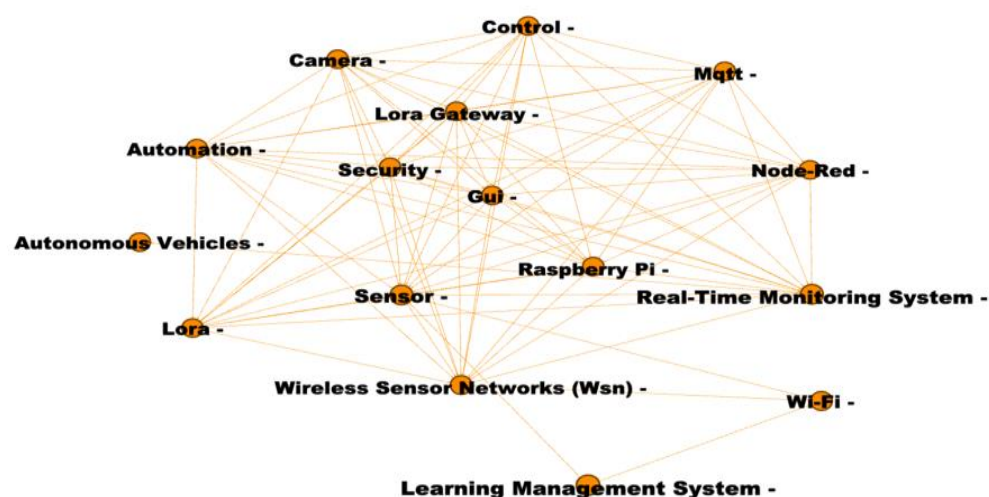 Control -
Camera -
Mqtt -
Lora Gateway -
Automation -
Security -
Node-Red -
Gui -
Autonomous Vehicles -
Raspberry Pi -
Sensor -
Real-Time Monitoring System -
Lora -
Wireless Sensor Networks (Wsn) -
Wi-Fi -
Learning Management System -